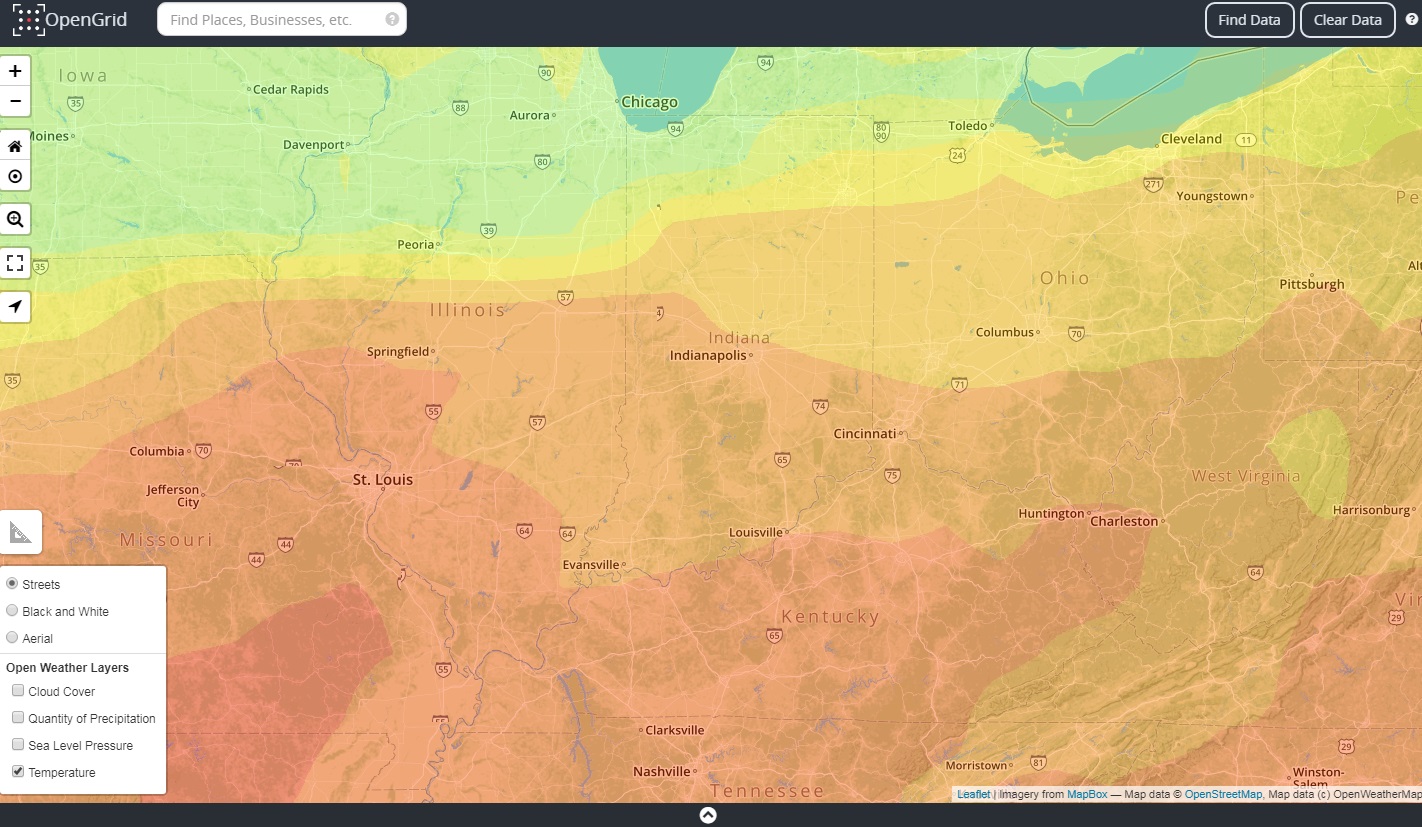 OpenGrid
Find Places, Businesses, etc.
?
Find Data
Clear Data
?
+
−
Iowa
Cedar Rapids
35
90
88
Aurora
Chicago
94
94
Moines
Davenport
80
80
90
Toledo
24
Cleveland
11
271
Youngstown
Pe
39
Peoria
35
57
Illinois
4
Indiana
Indianapolis
Ohio
Columbus
70
Pittsburgh
Alt
Springfield
35
55
57
71
74
Cincinnati
Columbia
70
70
65
75
St. Louis
Jefferson
City
West Virginia
Harrisonburg
Huntington
Charleston
Missouri
44
44
64
64
Louisville
Evansville
64
Kentucky
65
Vir
29
55
55
Clarksville
Nashville
Tennessee
Morristown
81
29
Winston-
Salem
Streets
Black and White
Aerial
Open Weather Layers
Cloud Cover
Quantity of Precipitation
Sea Level Pressure
Temperature
Leaflet | Imagery from MapBox — Map data © OpenStreetMap, Map data (c) OpenWeatherMap